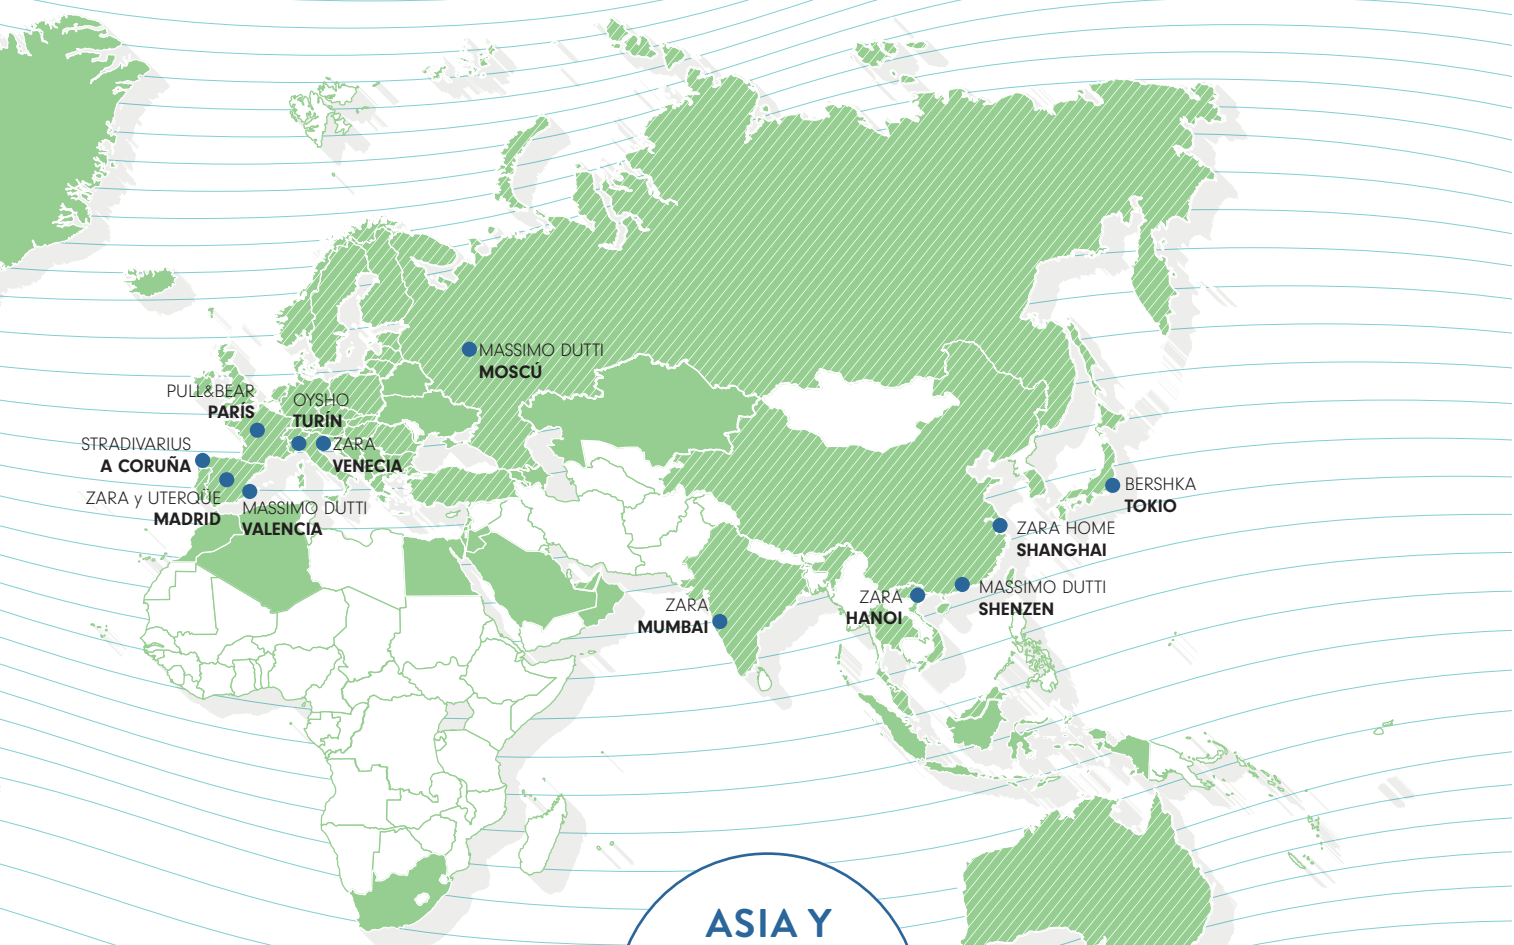 MASSIMO DUTTI
MOSCÚ
PULL&BEAR
PARÍS
OYSHO
TURÍN
STRADIVARIUS
A CORUÑA
ZARA
VENECIA
ZARA y UTERQÜE
MADRID
MASSIMO DUTTI
VALENCIA
BERSHKA
TOKIO
ZARA HOME
SHANGHAI
MASSIMO DUTTI
SHENZEN
ZARA
HANOI
ZARA
MUMBAI
ASIA Y